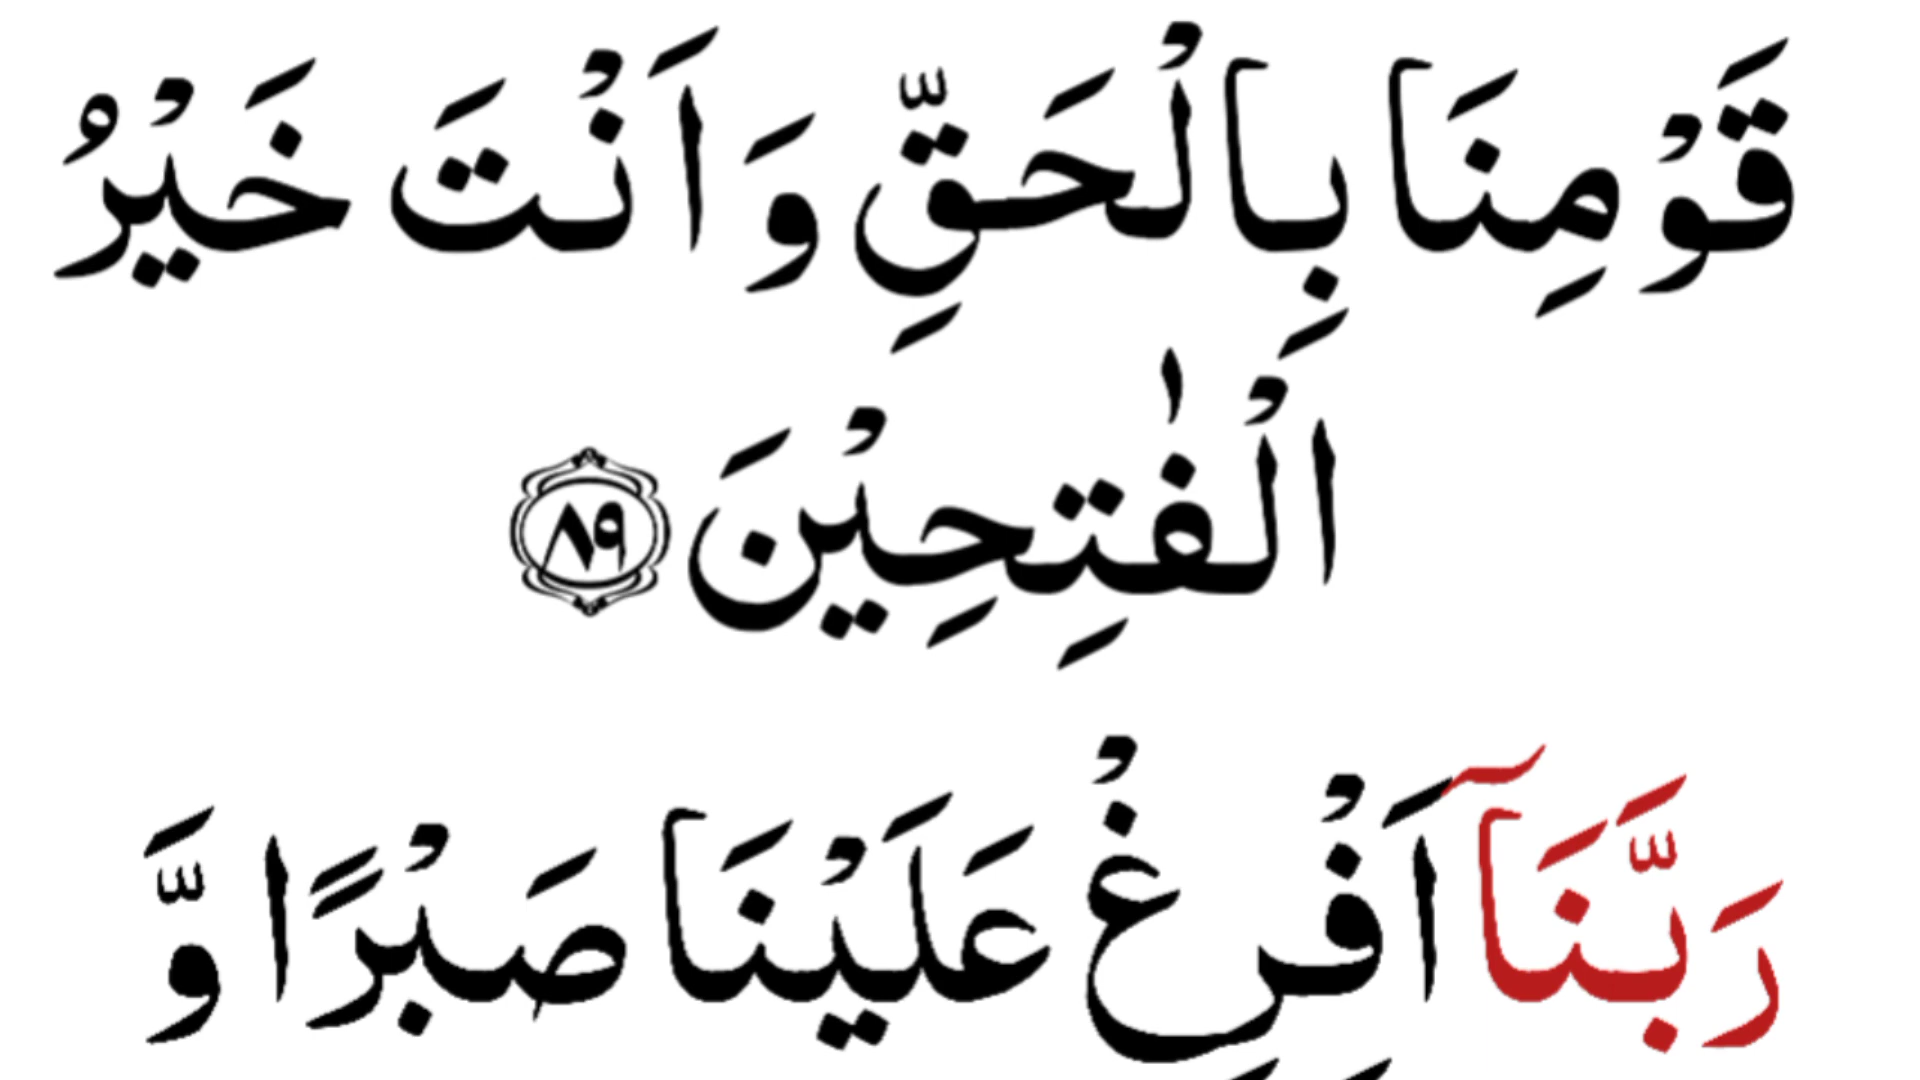 قَوْمِنَا بِالْحَقِّ وَاَنْتَ خَيْرُ
الْفٰتِحِيْنَ ۝٨٩
رَبَّنَآ اَفْرِغْ عَلَيْنَا صَبْرًا وَّ